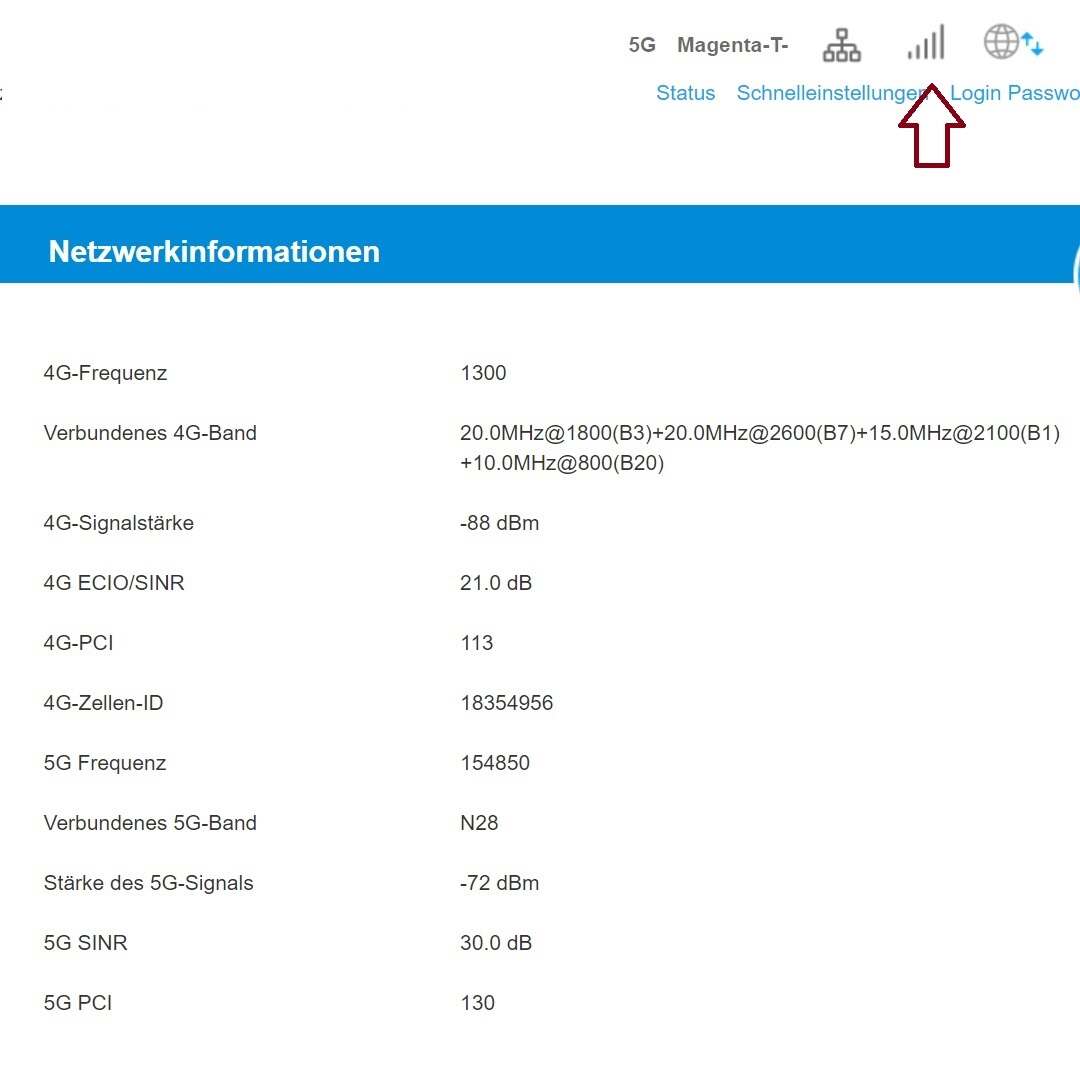 5G Magenta-T-
Status Schnelleinstellungen Login Passwo
Netzwerkinformationen
4G-Frequenz 1300
Verbundenes 4G-Band 20.0MHz@1800(B3)+20.0MHz@2600(B7)+15.0MHz@2100(B1)
+10.0MHz@800(B20)
4G-Signalstärke -88 dBm
4G ECIO/SINR 21.0 dB
4G-PCI 113
4G-Zellen-ID 18354956
5G Frequenz 154850
Verbundenes 5G-Band N28
Stärke des 5G-Signals -72 dBm
5G SINR 30.0 dB
5G PCI 130